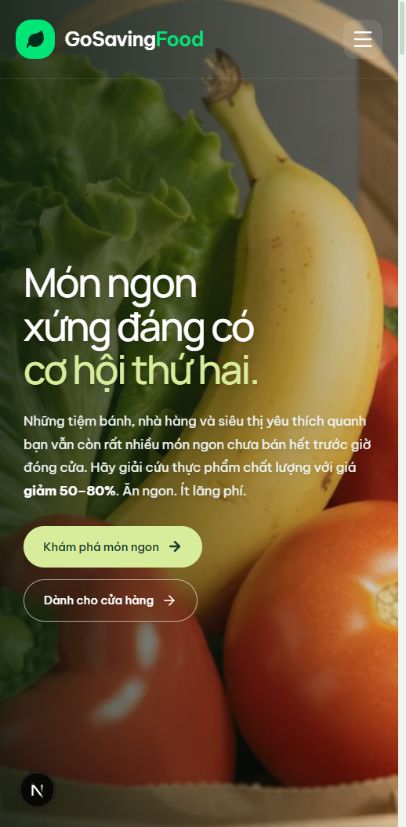 GoSavingFood
Món ngon
xứng đáng có
cơ hội thứ hai.
Những tiệm bánh, nhà hàng và siêu thị yêu thích quanh
bạn vẫn còn rất nhiều món ngon chưa bán hết trước giờ
đóng cửa. Hãy giải cứu thực phẩm chất lượng với giá
giảm 50–80%. Ăn ngon. Ít lãng phí.
Khám phá món ngon →
Dành cho cửa hàng →
N